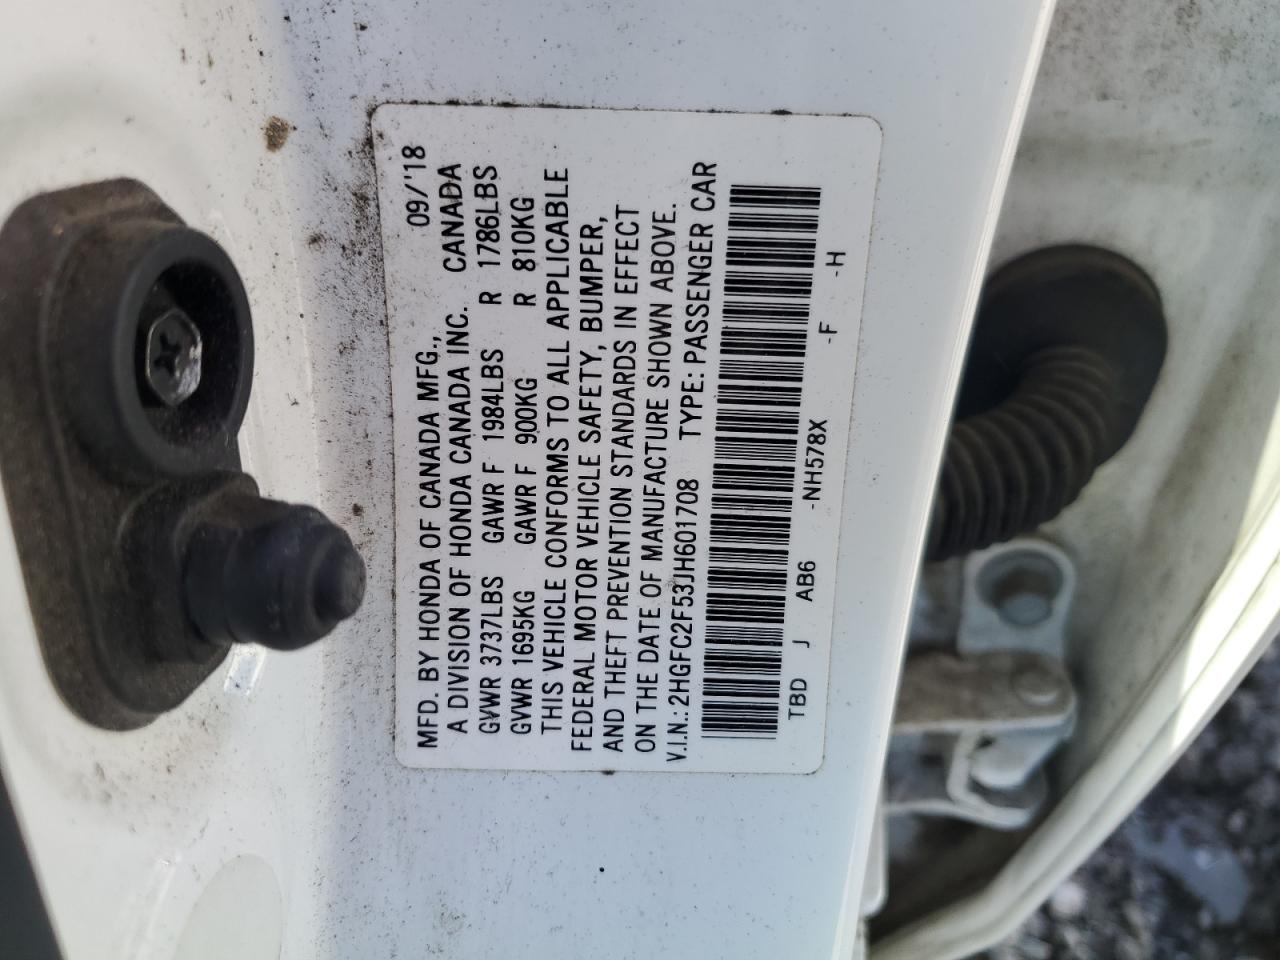 MFD. BY HONDA OF CANADA MFG., 09/'18
A DIVISION OF HONDA CANADA INC. CANADA
GVWR 3737LBS GAWR F 1984LBS R 1786LBS
GVWR 1695KG GAWR F 900KG R 810KG
THIS VEHICLE CONFORMS TO ALL APPLICABLE
FEDERAL MOTOR VEHICLE SAFETY, BUMPER,
AND THEFT PREVENTION STANDARDS IN EFFECT
ON THE DATE OF MANUFACTURE SHOWN ABOVE.
V.I.N.: 2HGFC2F53JH601708 TYPE: PASSENGER CAR
TBD J AB6 -NH578X -F -H